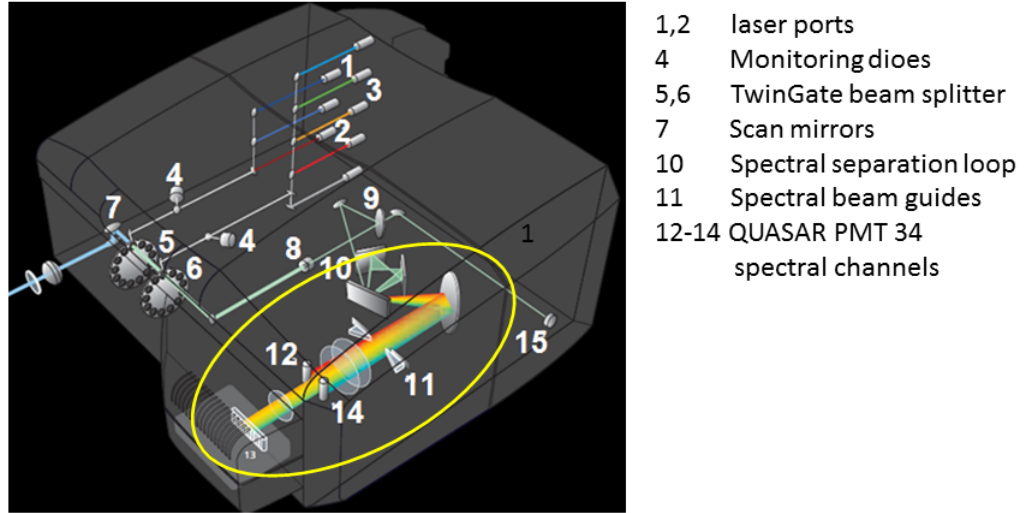 1
3
2
4
7
5
6
4
8
9
10
1
15
12
11
14
13
1,2 laser ports
4 Monitoring dioes
5,6 TwinGate beam splitter
7 Scan mirrors
10 Spectral separation loop
11 Spectral beam guides
12-14 QUASAR PMT 34
spectral channels